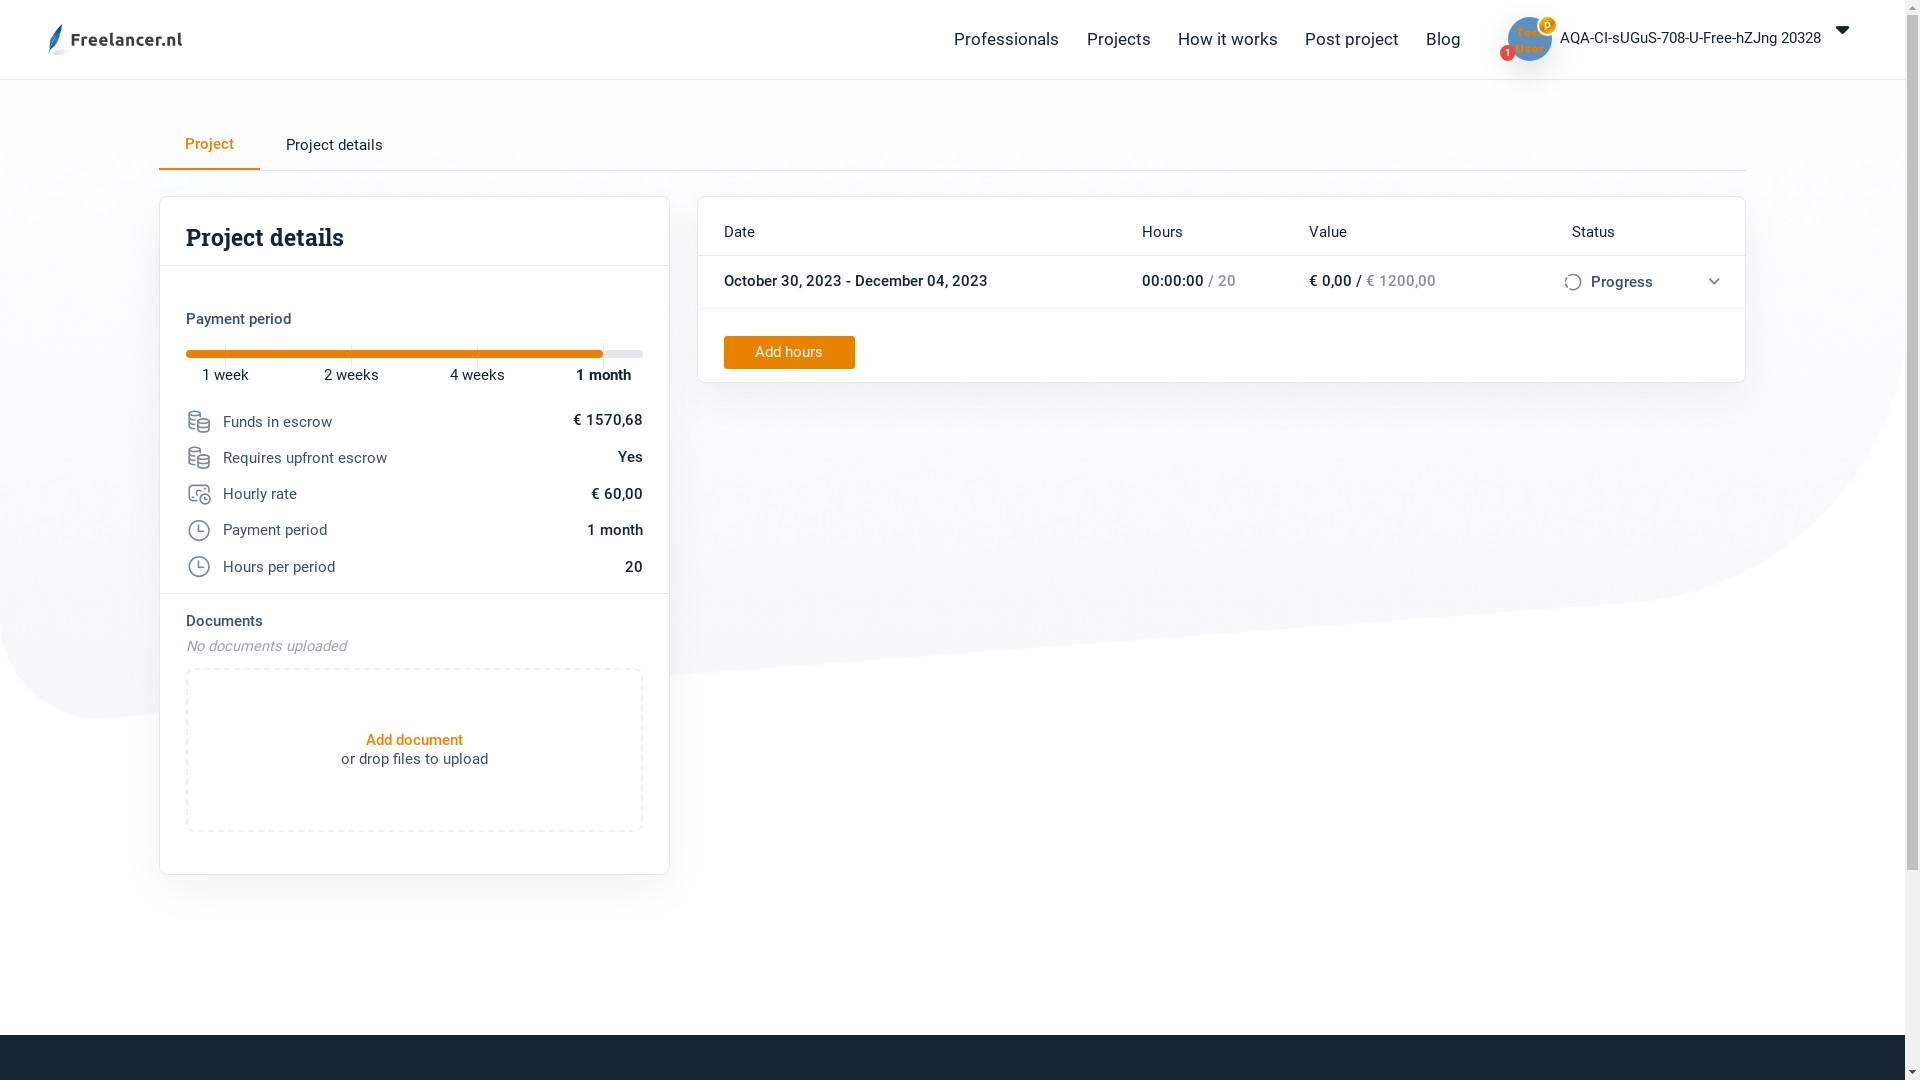 Freelancer.nl
Professionals
Projects
How it works
Post project
Blog
P
1
AQA-CI-sUGuS-708-U-Free-hZJng 20328
Project
Project details
Project details
Payment period
1 week
2 weeks
4 weeks
1 month
Funds in escrow € 1570,68
Requires upfront escrow Yes
Hourly rate € 60,00
Payment period 1 month
Hours per period 20
Documents
No documents uploaded
Add document
or drop files to upload
Date Hours Value Status
October 30, 2023 - December 04, 2023 00:00:00 / 20 € 0,00 / € 1200,00 Progress
Add hours